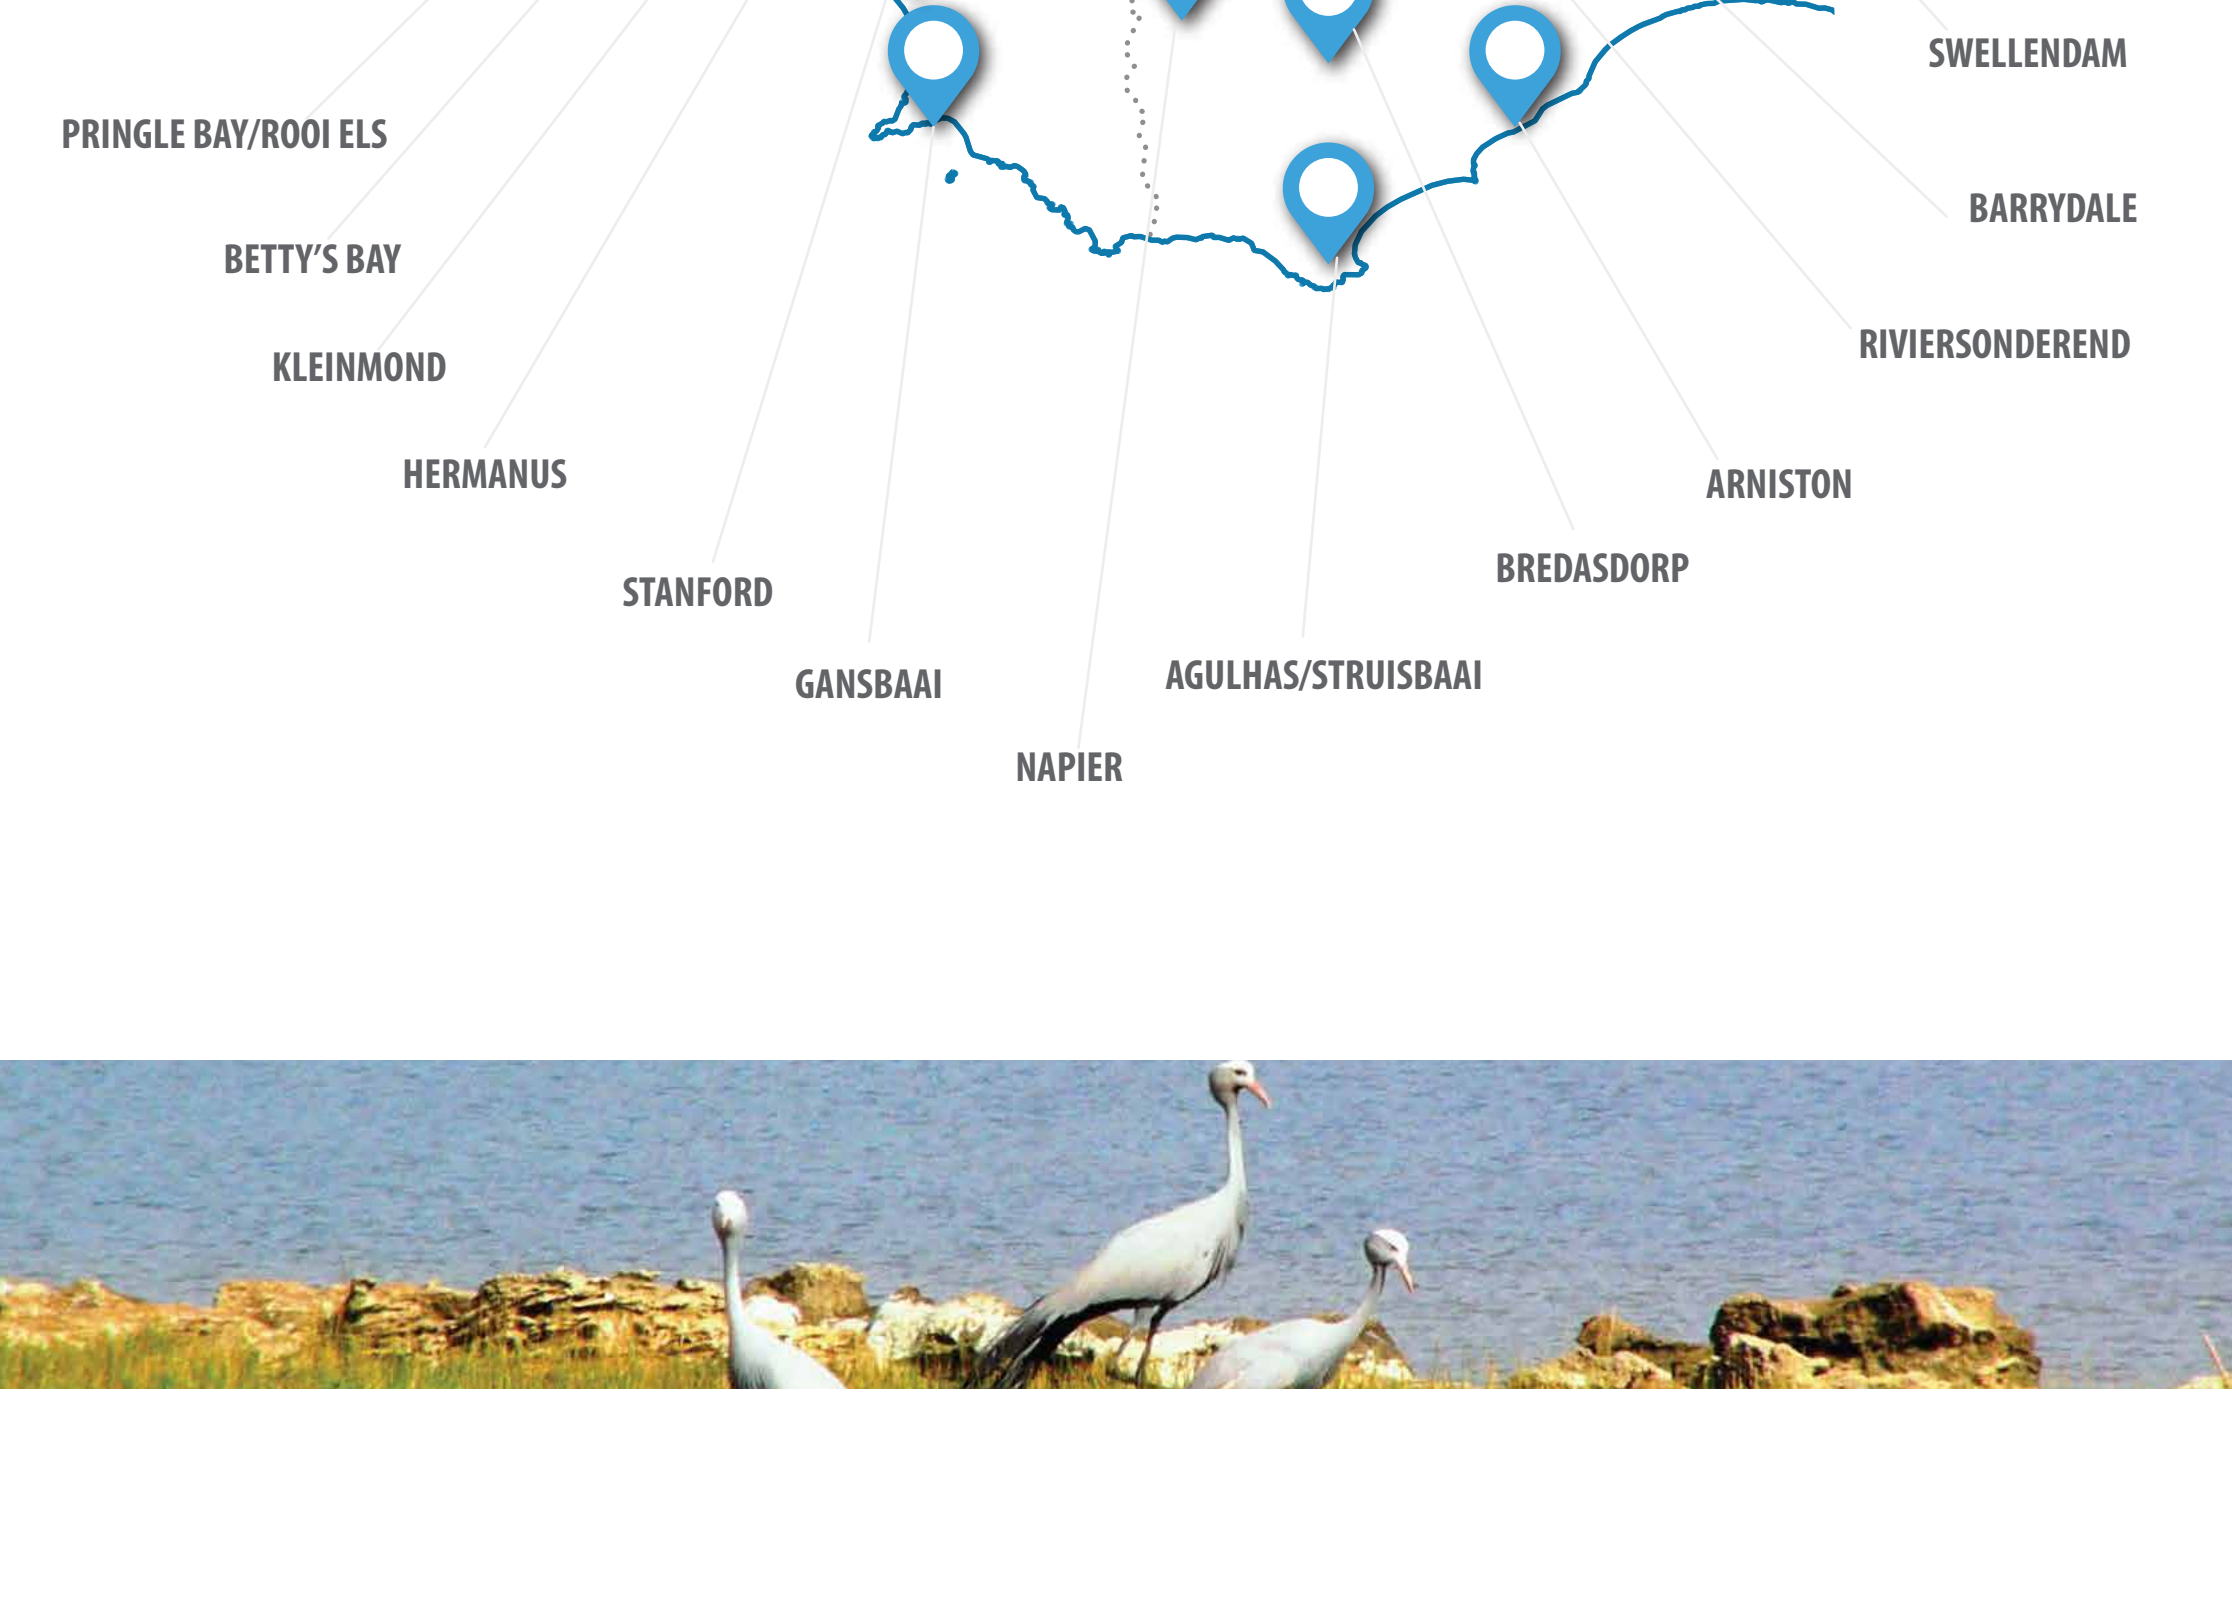 SWELLENDAM
PRINGLE BAY/ROOI ELS
BARRYDALE
BETTY'S BAY
RIVIERSONDEREND
KLEINMOND
HERMANUS
ARNISTON
BREDASDORP
STANFORD
AGULHAS/STRUISBAAI
GANSBAAI
NAPIER